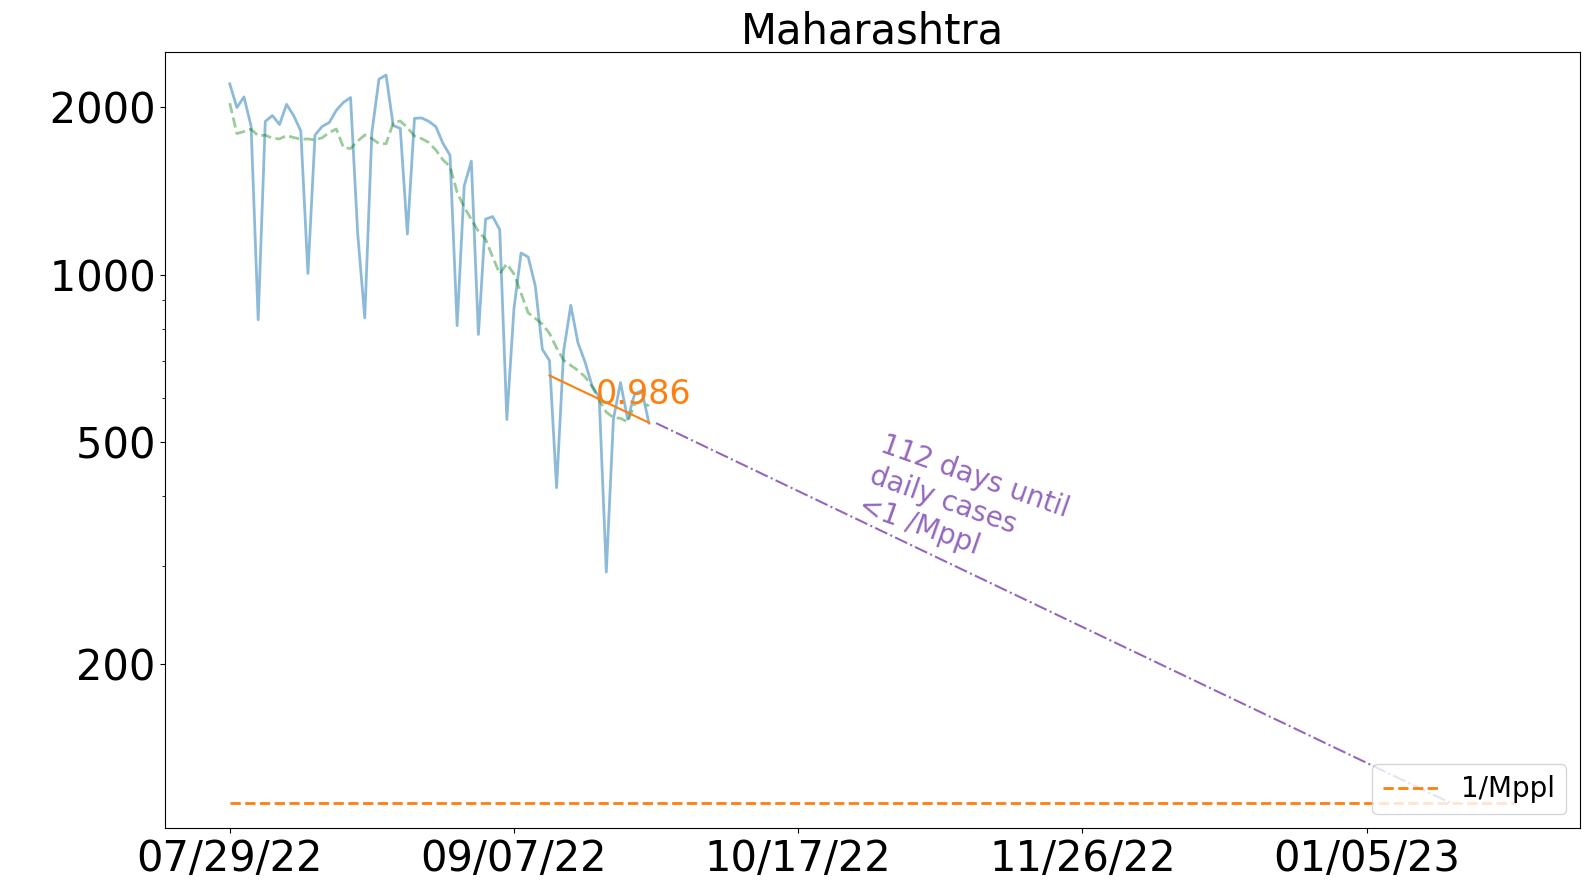 Maharashtra
2000
1000
500
200
0.986
112 days until
daily cases
<1 /Mppl
1/Mppl
07/29/22
09/07/22
10/17/22
11/26/22
01/05/23